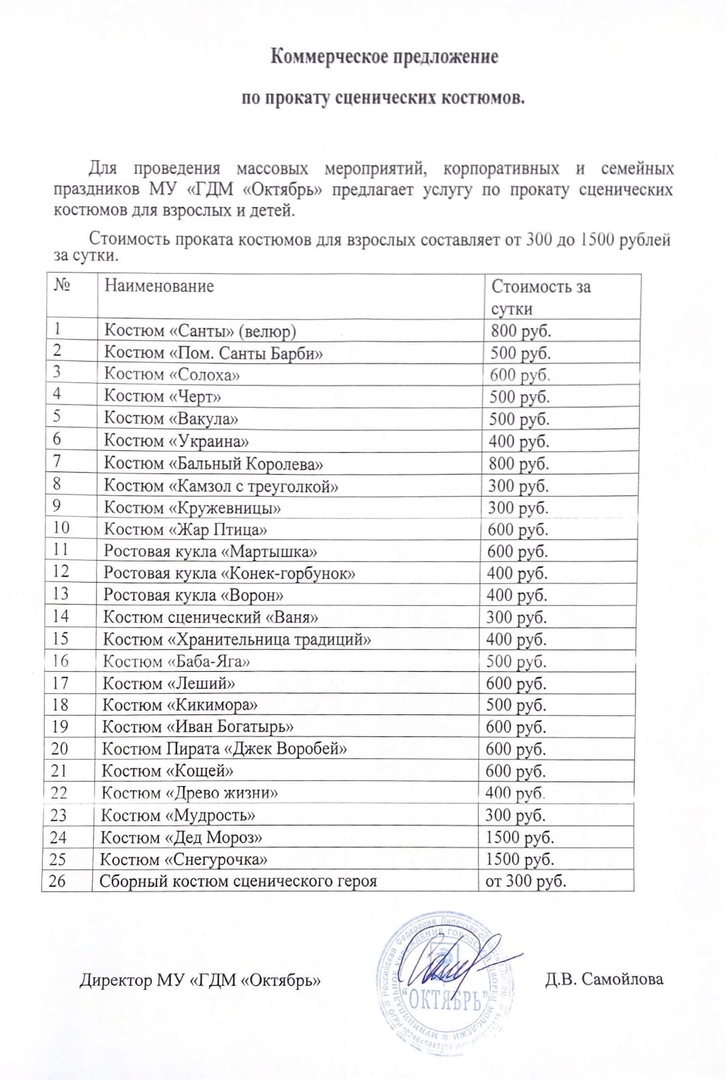 Коммерческое предложение
по прокату сценических костюмов.
Для проведения массовых мероприятий, корпоративных и семейных
праздников МУ «ГДМ «Октябрь» предлагает услугу по прокату сценических
костюмов для взрослых и детей.
Стоимость проката костюмов для взрослых составляет от 300 до 1500 рублей
за сутки.
№ Наименование Стоимость за
сутки
1 Костюм «Санты» (велюр) 800 руб.
2 Костюм «Пом. Санты Барби» 500 руб.
3 Костюм «Солоха» 600 руб.
4 Костюм «Черт» 500 руб.
5 Костюм «Вакула» 500 руб.
6 Костюм «Украина» 400 руб.
7 Костюм «Бальный Королева» 800 руб.
8 Костюм «Камзол с треуголкой» 300 руб.
9 Костюм «Кружевницы» 300 руб.
10 Костюм «Жар Птица» 600 руб.
11 Ростовая кукла «Мартышка» 600 руб.
12 Ростовая кукла «Конек-горбунок» 400 руб.
13 Ростовая кукла «Ворон» 400 руб.
14 Костюм сценический «Ваня» 300 руб.
15 Костюм «Хранительница традиций» 400 руб.
16 Костюм «Баба-Яга» 500 руб.
17 Костюм «Леший» 600 руб.
18 Костюм «Кикимора» 500 руб.
19 Костюм «Иван Богатырь» 600 руб.
20 Костюм Пирата «Джек Воробей» 600 руб.
21 Костюм «Кощей» 600 руб.
22 Костюм «Древо жизни» 400 руб.
23 Костюм «Мудрость» 300 руб.
24 Костюм «Дед Мороз» 1500 руб.
25 Костюм «Снегурочка» 1500 руб.
26 Сборный костюм сценического героя от 300 руб.
Директор МУ «ГДМ «Октябрь» Д.В. Самойлова
Российская Федерация
"ОКТЯБРЬ"